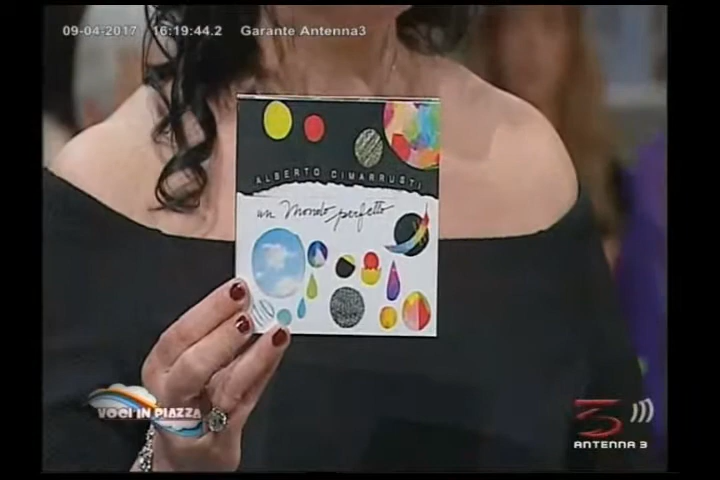 09-04-2017 16:19:44.2 Garante Antenna3
ALBERTO CIMARRUSTI
un Mondo perfetto
VOCI IN PIAZZA
3
ANTENNA 3